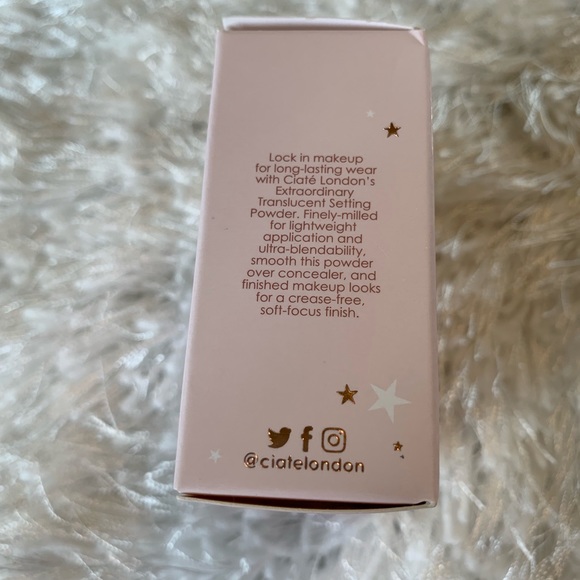 Lock in makeup
for long-lasting wear
with Ciaté London's
Extraordinary
Translucent Setting
Powder. Finely-milled
for lightweight
application and
ultra-blendability,
smooth this powder
over concealer, and
finished makeup looks
for a crease-free,
soft-focus finish.
@ciatelondon